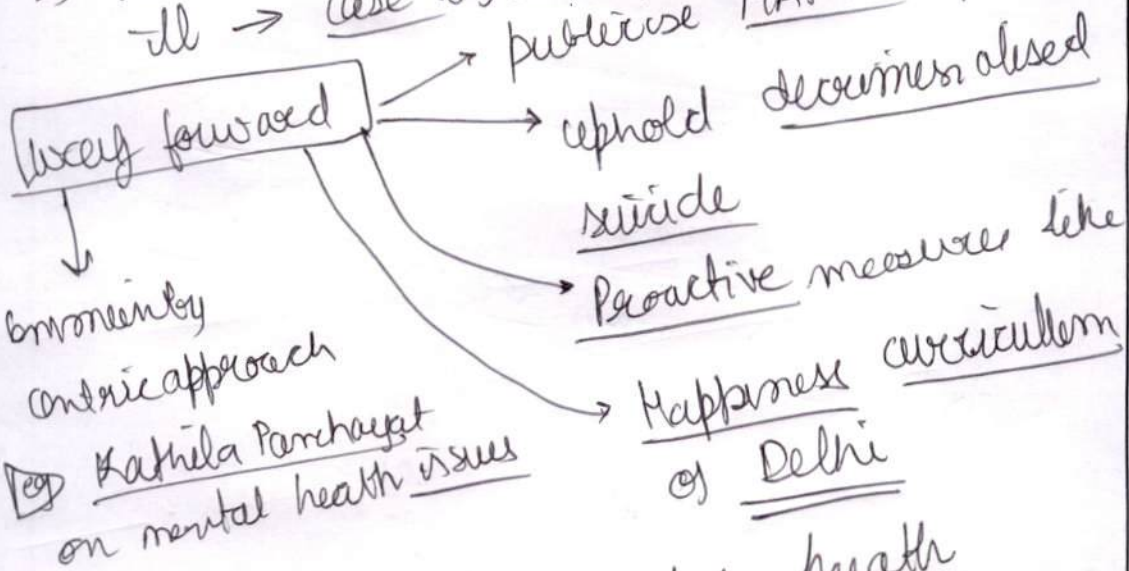 ill → case
publicise
way forward
uphold decriminalised
suicide
Proactive measures like
Happiness curriculum
of Delhi
Community
centric approach
eg Kathila Panchayat
on mental health issues
health